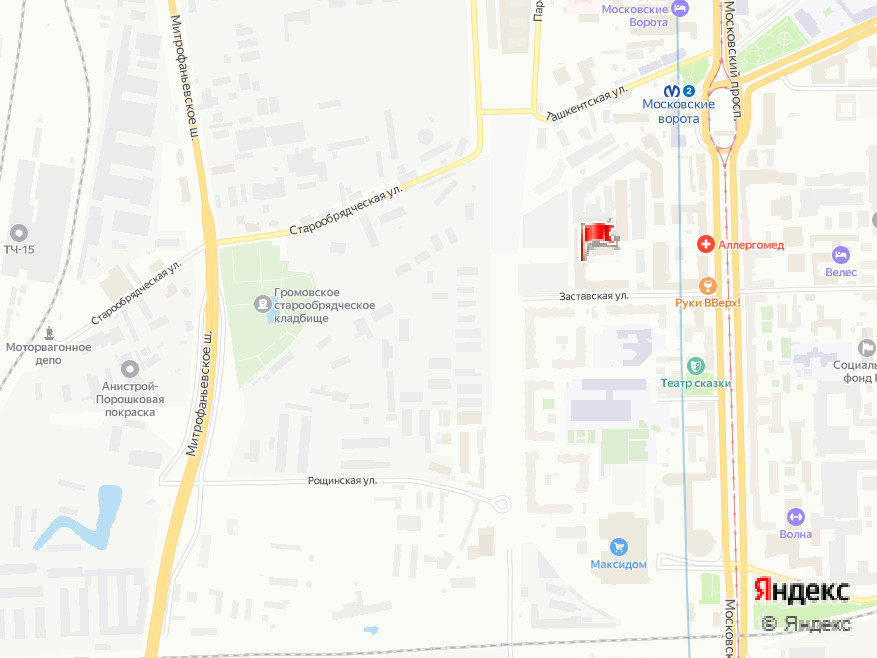 Московские
Ворота
Пар
Московский просп.
Митрофаньевское ш.
Ташкентская ул.
2
Московские
ворота
Старообрядческая ул.
ТЧ-15
Аллергомед
Велес
Старообрядческая ул.
Громовское
старообрядческое
кладбище
Заставская ул.
Руки ВВерх!
Моторвагонное
депо
Митрофаньевское ш.
Анистрой-
Порошковая
покраска
Театр сказки
Социаль
фонд
Рощинская ул.
Волна
Максидом
Московск
Яндекс
© Яндекс